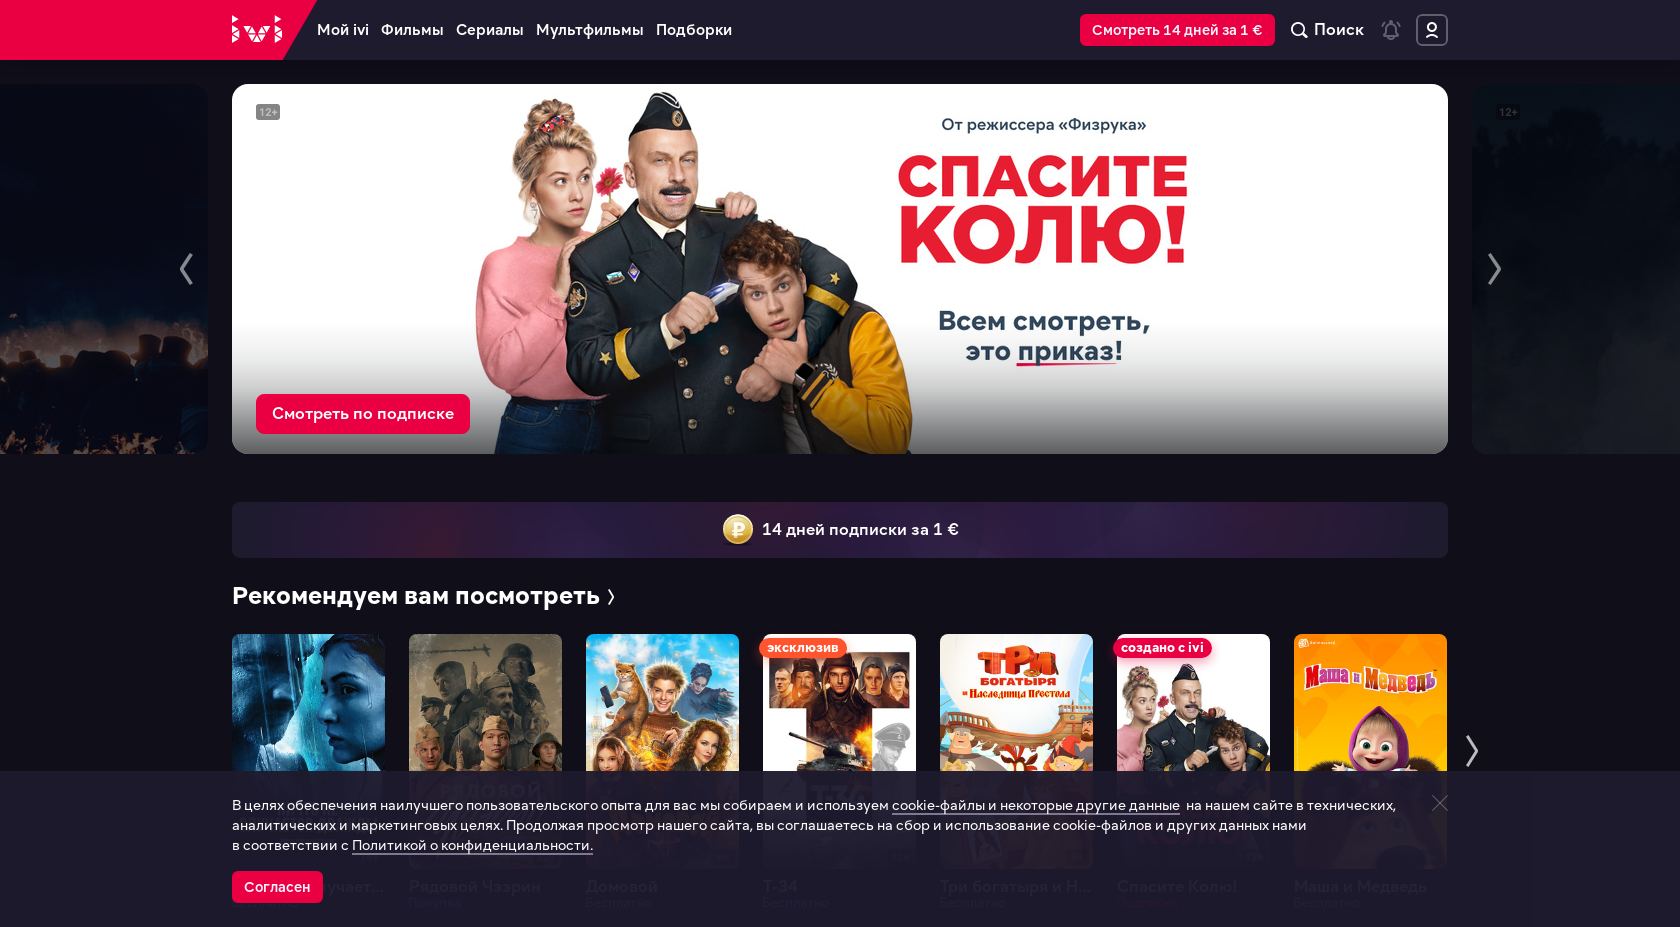 ivi
Мой ivi Фильмы Сериалы Мультфильмы Подборки
Смотреть 14 дней за 1 €
Поиск
12+
От режиссера «Физрука»
СПАСИТЕ
КОЛЮ!
Всем смотреть,
это приказ!
Смотреть по подписке
12+
14 дней подписки за 1 €
Рекомендуем вам посмотреть
эксклюзив
ТРИ
БОГАТЫРЯ
и Наследница Престола
создано с ivi
Маша и Медведь
РЯДОВОЙ
Т-34
В целях обеспечения наилучшего пользовательского опыта для вас мы собираем и используем cookie-файлы и некоторые другие данные на нашем сайте в технических,
аналитических и маркетинговых целях. Продолжая просмотр нашего сайта, вы соглашаетесь на сбор и использование cookie-файлов и других данных нами
в соответствии с Политикой о конфиденциальности.
Согласен
Рядовой Чээрин
Домовой
Т-34
Три богатыря и Н...
Спасите Колю!
Маша и Медведь